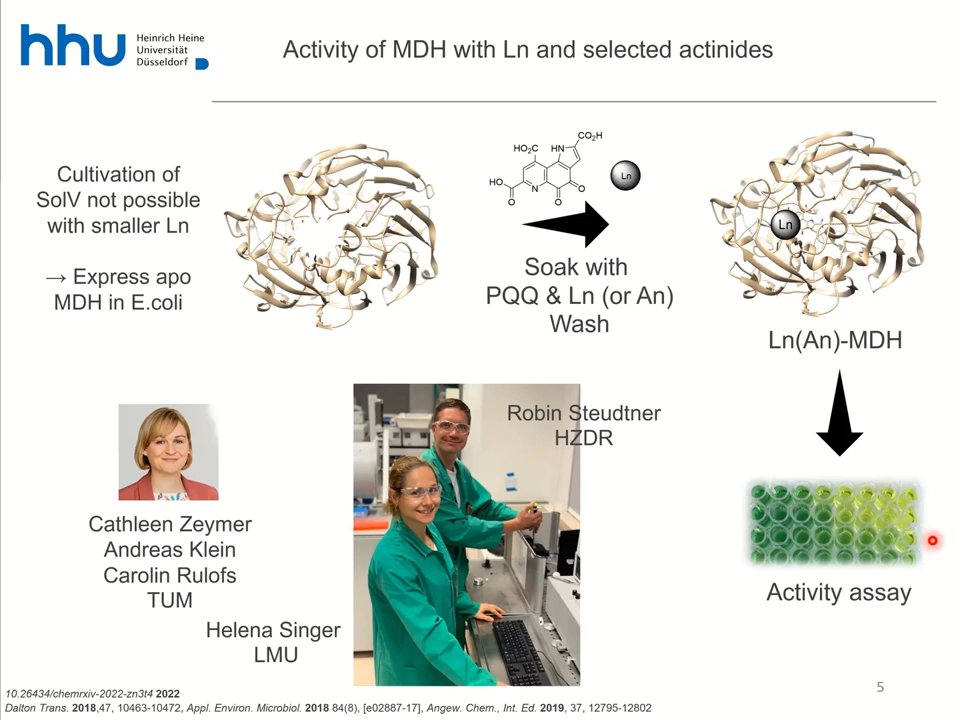 hhu
Heinrich Heine
Universität
Düsseldorf
Activity of MDH with Ln and selected actinides
Cultivation of
SolV not possible
with smaller Ln
→ Express apo
MDH in E.coli
CO₂H
HO₂C
HN
HO
N
O
O
O
Ln
Soak with
PQQ & Ln (or An)
Wash
Ln
Ln(An)-MDH
Robin Steudtner
HZDR
Cathleen Zeymer
Andreas Klein
Carolin Rulofs
TUM
Helena Singer
LMU
Activity assay
5
10.26434/chemrxiv-2022-zn3t4 2022
Dalton Trans. 2018,47, 10463-10472, Appl. Environ. Microbiol. 2018 84(8), [e02887-17], Angew. Chem., Int. Ed. 2019, 37, 12795-12802